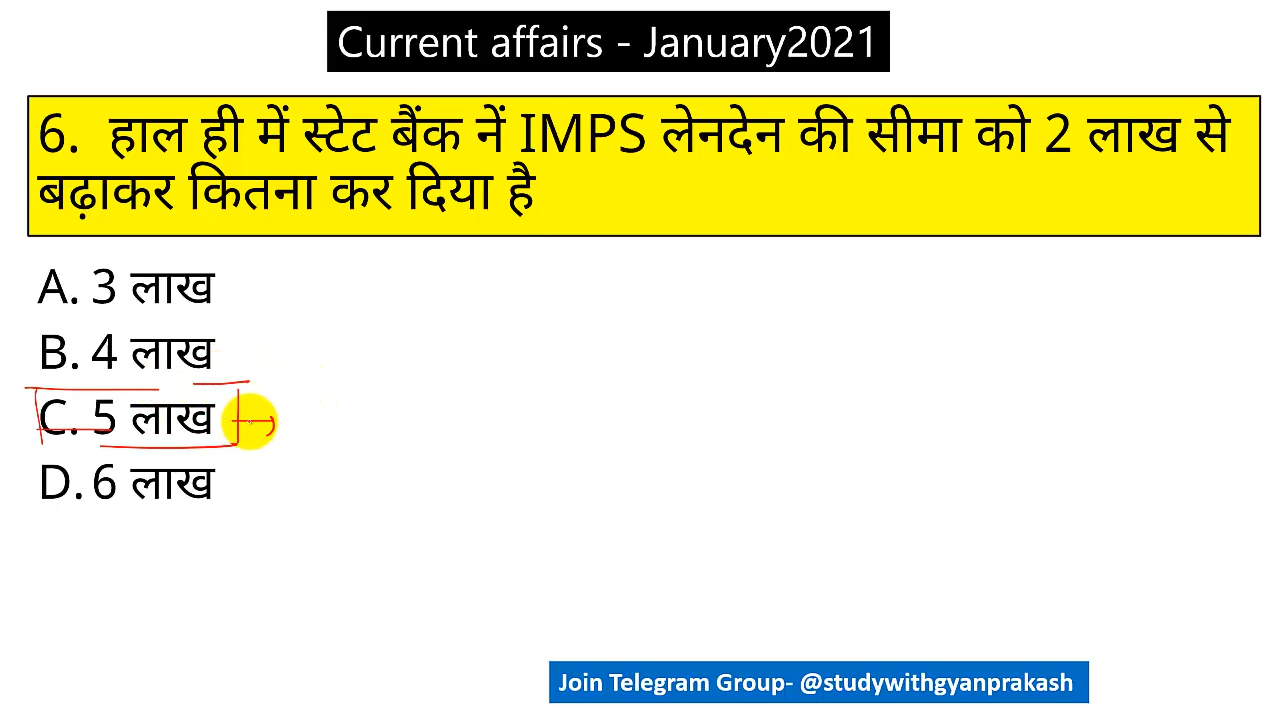 Current affairs - January2021
6. हाल ही में स्टेट बैंक नें IMPS लेनदेन की सीमा को 2 लाख से
बढ़ाकर कितना कर दिया है
A. 3 लाख
B. 4 लाख
C. 5 लाख
D. 6 लाख
Join Telegram Group- @studywithgyanprakash